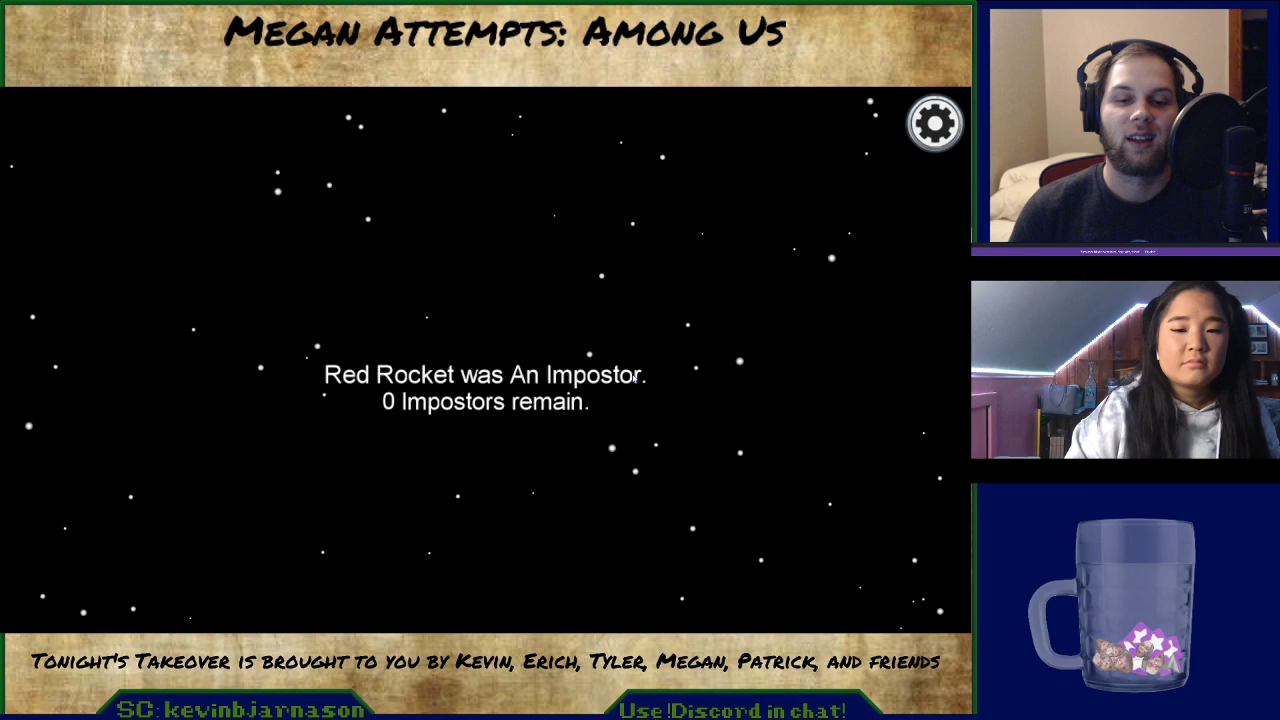 Megan Attempts: Among Us
Red Rocket was An Impostor.
0 Impostors remain.
Tonight's Takeover is brought to you by Kevin, Erich, Tyler, Megan, Patrick, and friends
SC: kevinbjarnason
Use !Discord in chat!